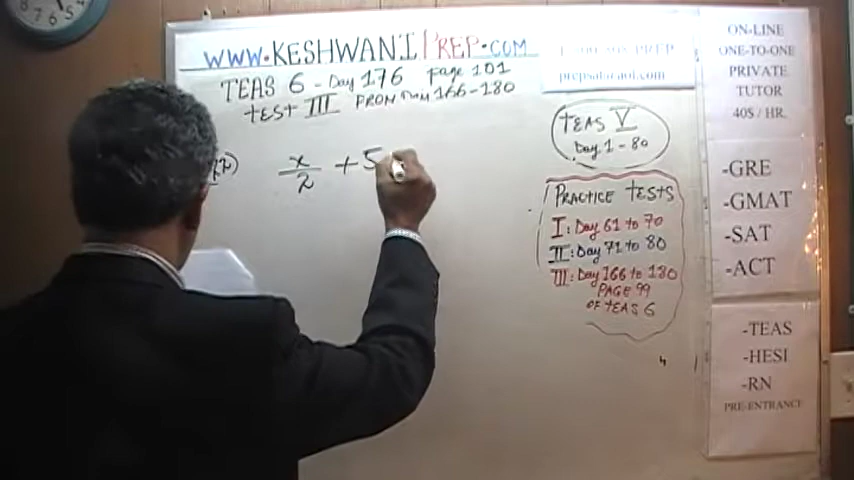 WWW.KESHWANIPREP.COM
TEAS 6 - Day 176 Page 101
TEST III FROM Day 166-180
22)
x/2 + 5
prepsos@aol.com
TEAS V
Day 1 - 80
PRACTICE TESTS
I: Day 61 to 70
II: Day 71 to 80
III: Day 166 to 180
PAGE 99
OF TEAS 6
ON-LINE
ONE-TO-ONE
PRIVATE
TUTOR
40$ / HR.
-GRE
-GMAT
-SAT
-ACT
-TEAS
-HESI
-RN
PRE-ENTRANCE